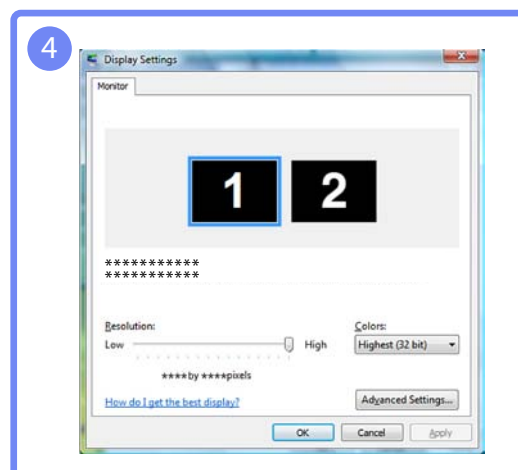 4
Display Settings
Monitor
1 2
***********
***********
Resolution: Colors:
Low High Highest (32 bit)
****by ****pixels
How do I get the best display? Advanced Settings...
OK Cancel Apply